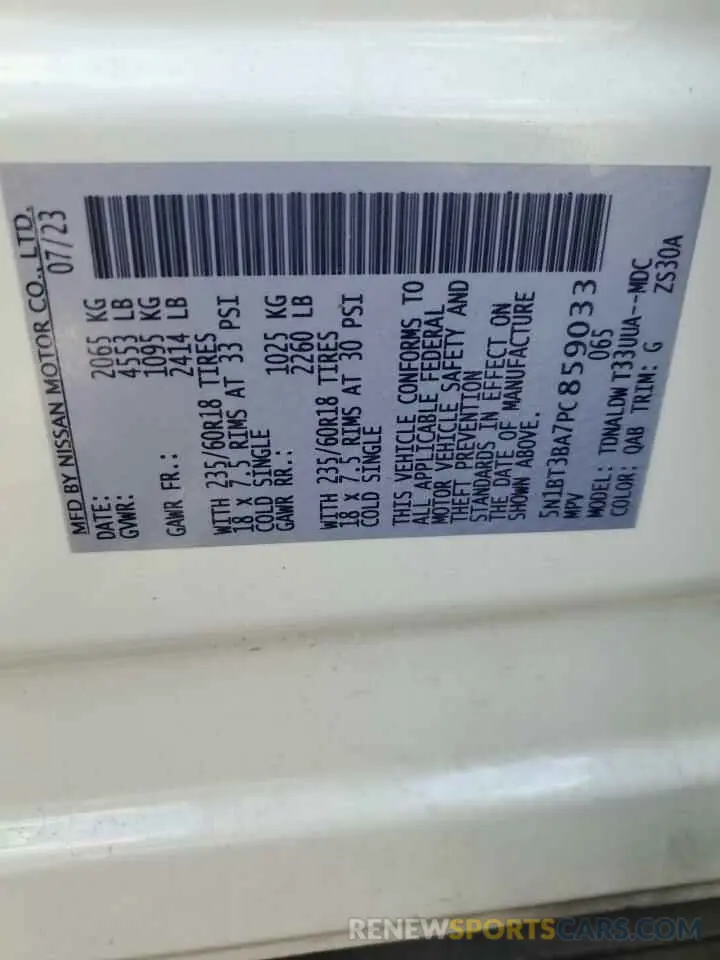 MFD BY NISSAN MOTOR CO., LTD.
DATE: 07/23
GVWR: 2065 KG
4553 LB
GAWR FR.: 1095 KG
2414 LB
WITH 235/60R18 TIRES
18 X 7.5 RIMS AT 33 PSI
COLD SINGLE
GAWR RR.: 1025 KG
2260 LB
WITH 235/60R18 TIRES
18 X 7.5 RIMS AT 30 PSI
COLD SINGLE
THIS VEHICLE CONFORMS TO
ALL APPLICABLE FEDERAL
MOTOR VEHICLE SAFETY AND
THEFT PREVENTION
STANDARDS IN EFFECT ON
THE DATE OF MANUFACTURE
SHOWN ABOVE.
5N1BT3BA7PC859033
MPV 065
MODEL: TDNALDW T33UUA--MDC
COLOR: QAB TRIM: G ZS30A
RENEWSPORTSCARS.COM